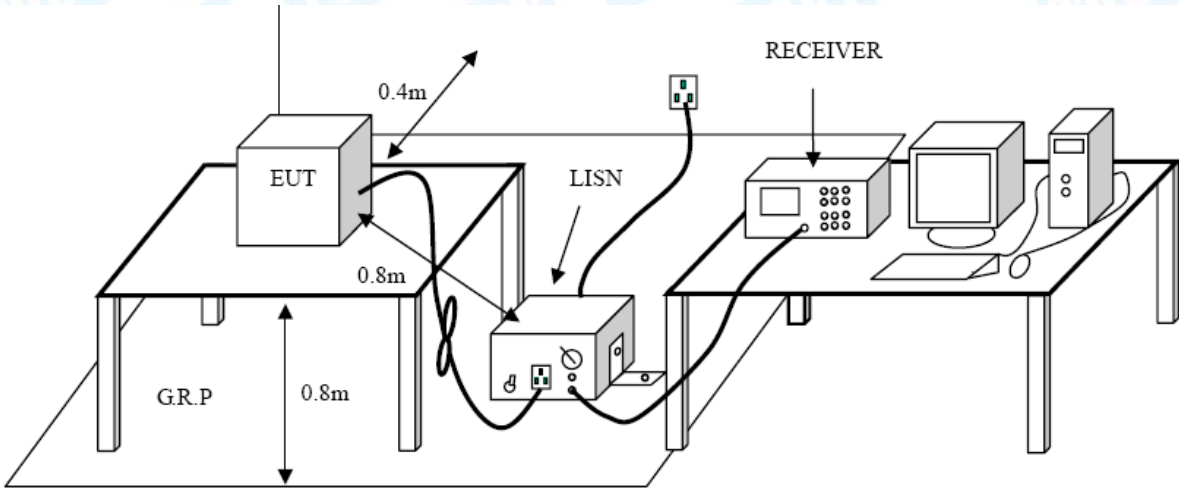 RECEIVER
0.4m
EUT
LISN
0.8m
G.R.P
0.8m